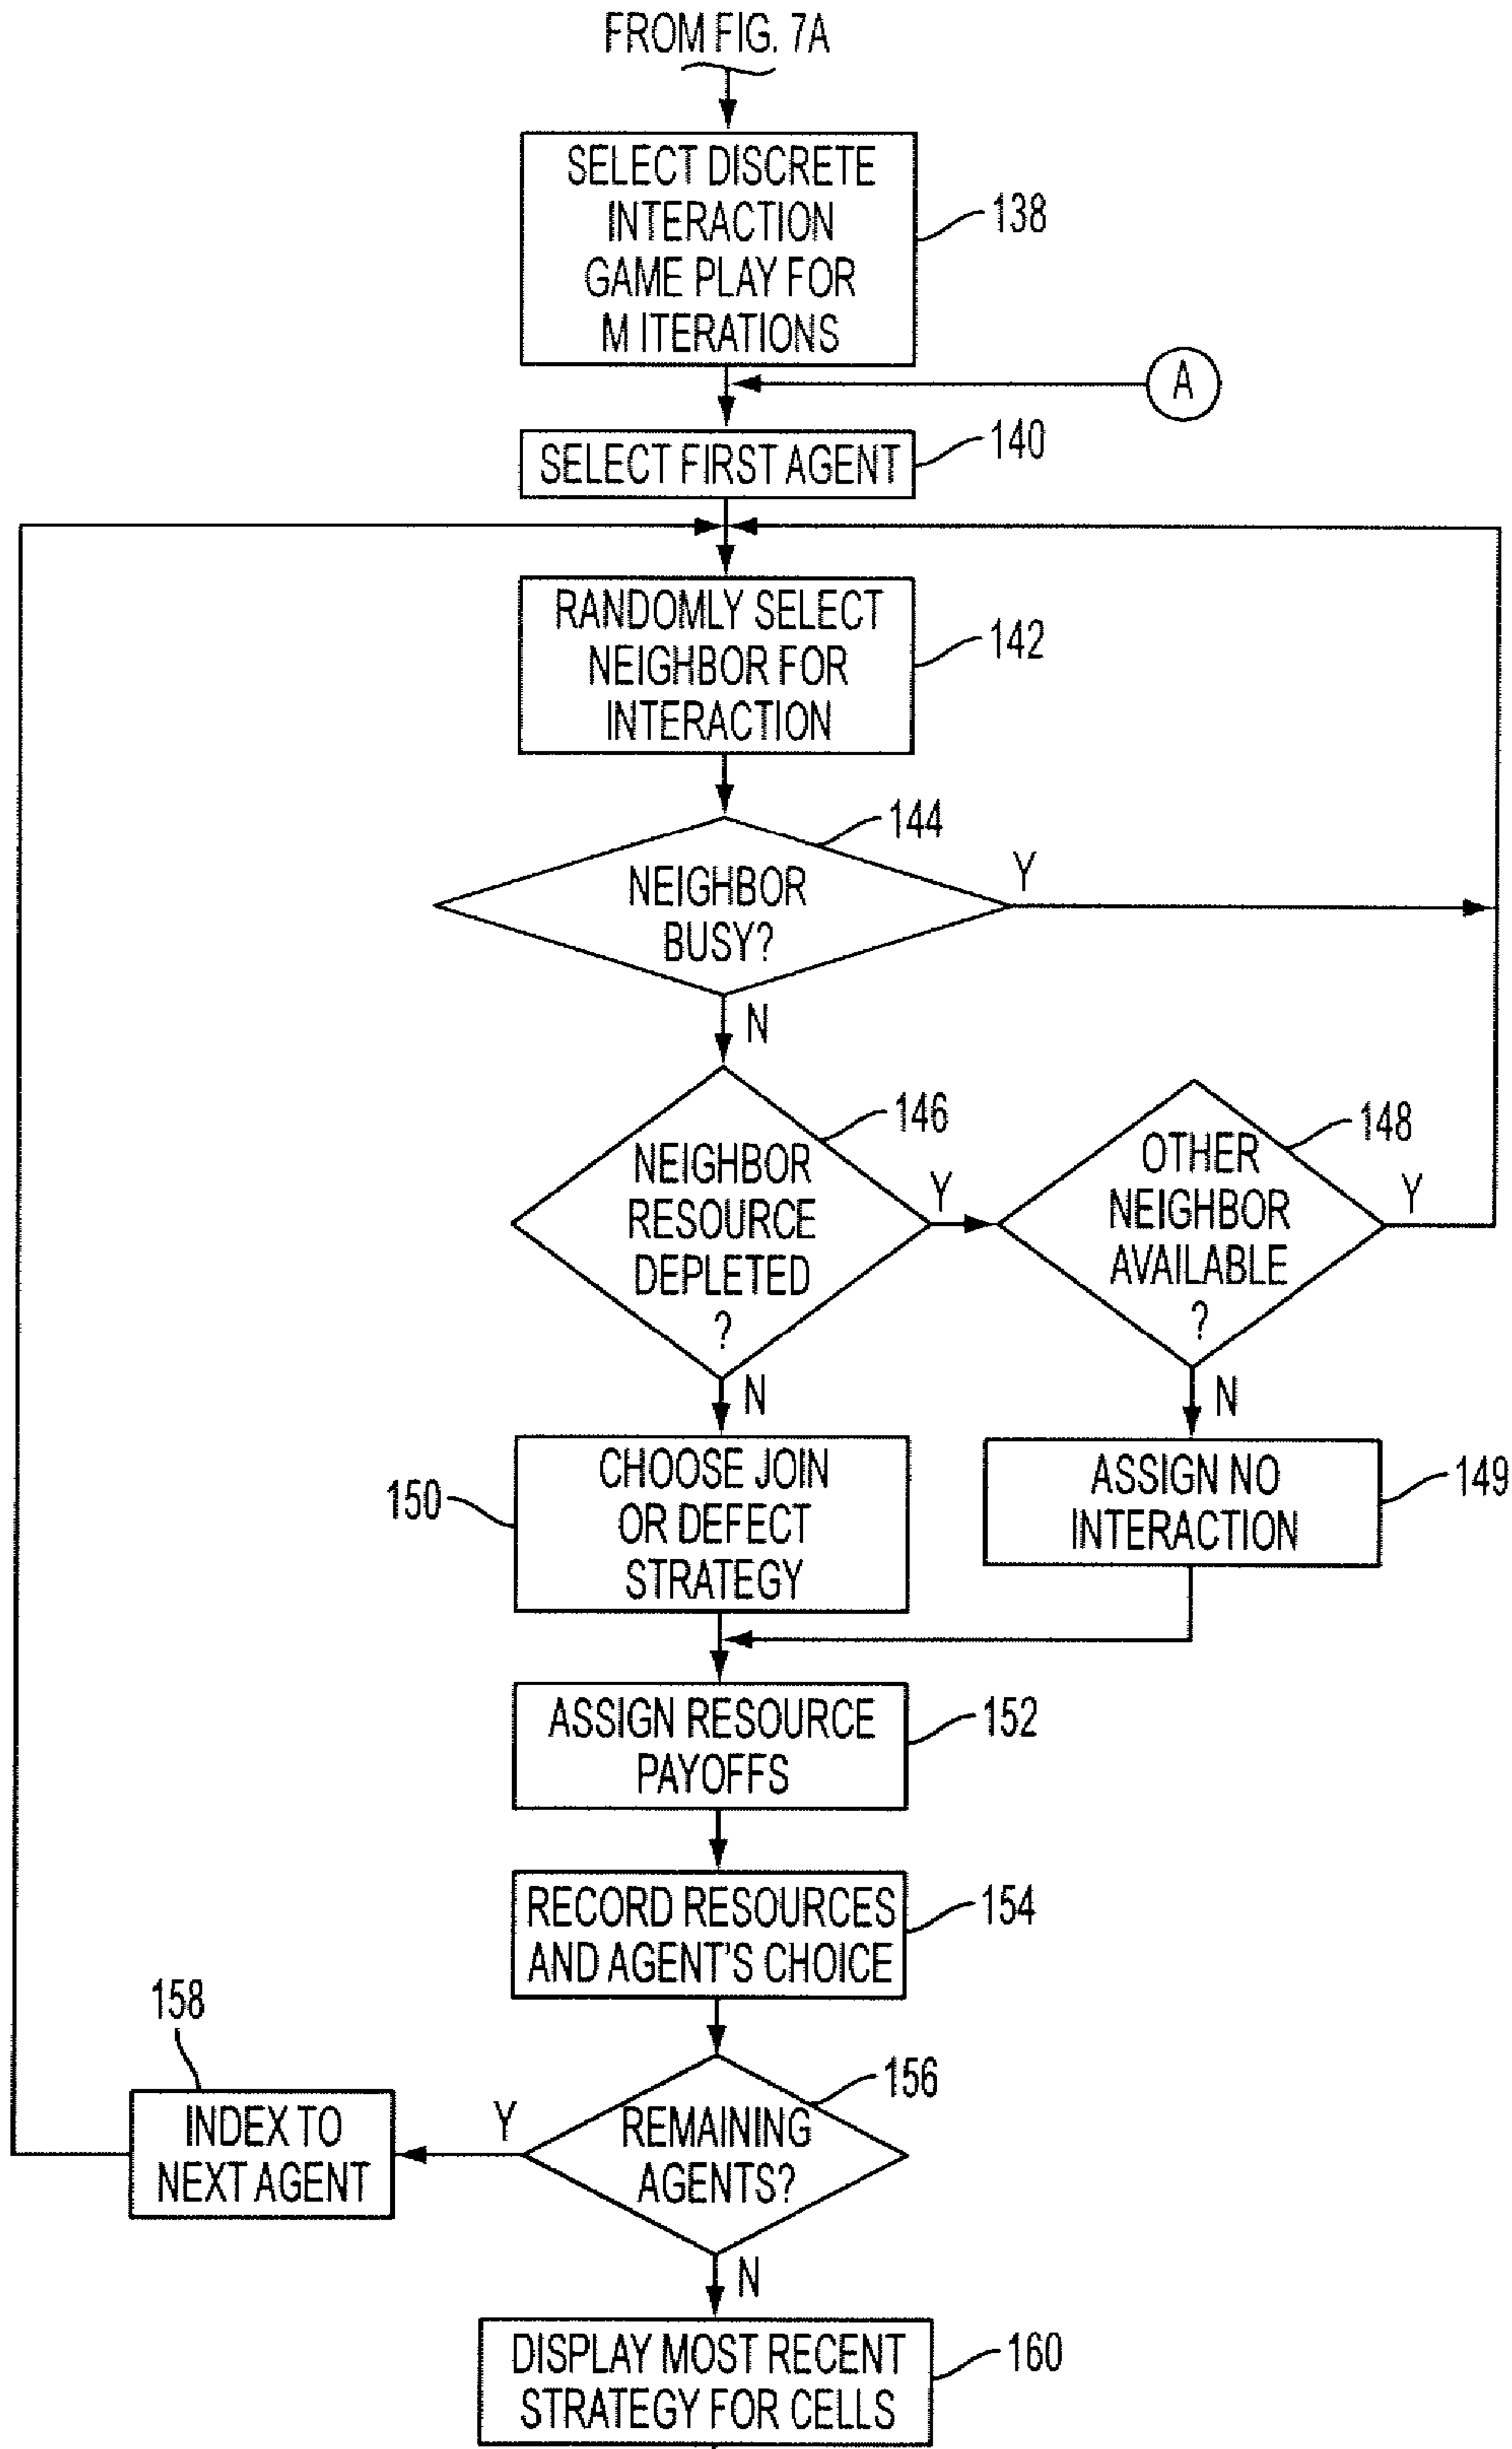 FROM FIG. 7A
SELECT DISCRETE
INTERACTION
GAME PLAY FOR
M ITERATIONS
138
A
SELECT FIRST AGENT
140
RANDOMLY SELECT
NEIGHBOR FOR
INTERACTION
142
144
NEIGHBOR
BUSY?
Y
N
146
NEIGHBOR
RESOURCE
DEPLETED
?
Y
N
148
OTHER
NEIGHBOR
AVAILABLE
?
Y
N
150
CHOOSE JOIN
OR DEFECT
STRATEGY
ASSIGN NO
INTERACTION
149
ASSIGN RESOURCE
PAYOFFS
152
RECORD RESOURCES
AND AGENT'S CHOICE
154
156
REMAINING
AGENTS?
Y
158
INDEX TO
NEXT AGENT
N
DISPLAY MOST RECENT
STRATEGY FOR CELLS
160